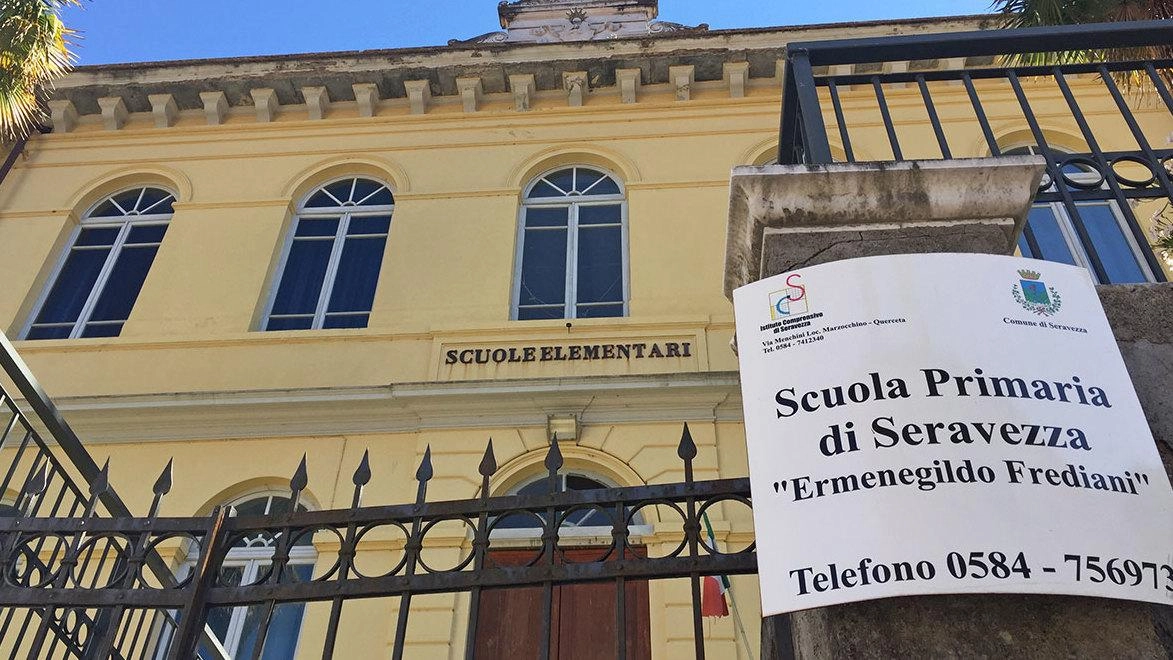 SCUOLE ELEMENTARI
Istituto Comprensivo
di Seravezza
Via Menchini Loc. Marzocchino - Querceta
Tel. 0584 - 7412340
Comune di Seravezza
Scuola Primaria
di Seravezza
"Ermenegildo Frediani"
Telefono 0584 - 756973